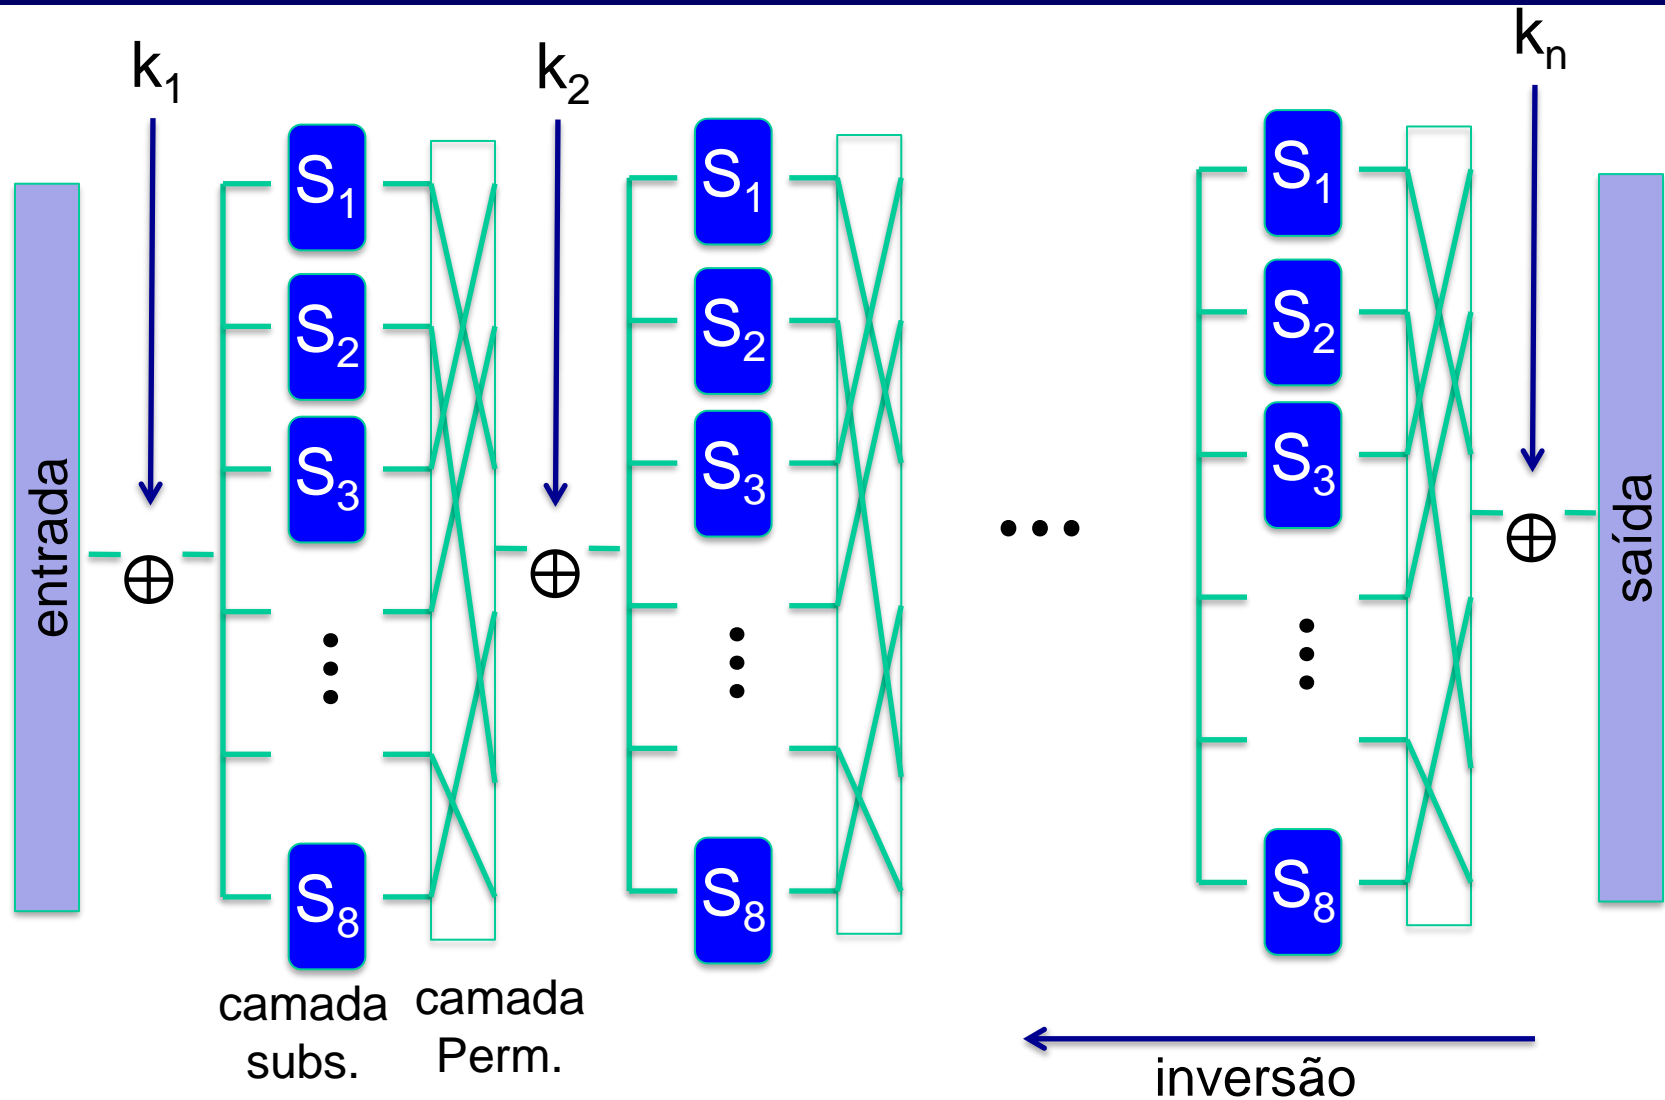 k₁
k₂
kₙ
entrada
S₁
S₂
S₃
⋮
S₈
S₁
S₂
S₃
⋮
S₈
...
S₁
S₂
S₃
⋮
S₈
saída
camada
subs.
camada
Perm.
inversão